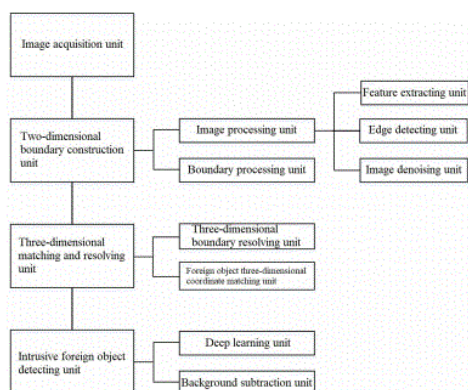 Image acquisition unit
Feature extracting unit
Two-dimensional
boundary construction
unit
Image processing unit
Edge detecting unit
Boundary processing unit
Image denoising unit
Three-dimensional
matching and resolving
unit
Three-dimensional
boundary resolving unit
Foreign object three-dimensional
coordinate matching unit
Intrusive foreign object
detecting unit
Deep learning unit
Background subtraction unit